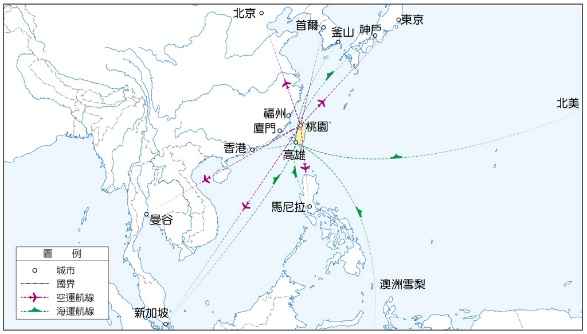 北京
首爾
釜山
神戶
東京
北美
福州
桃園
廈門
香港
高雄
馬尼拉
曼谷
圖 例
城市
國界
空運航線
海運航線
新加坡
澳洲雪梨